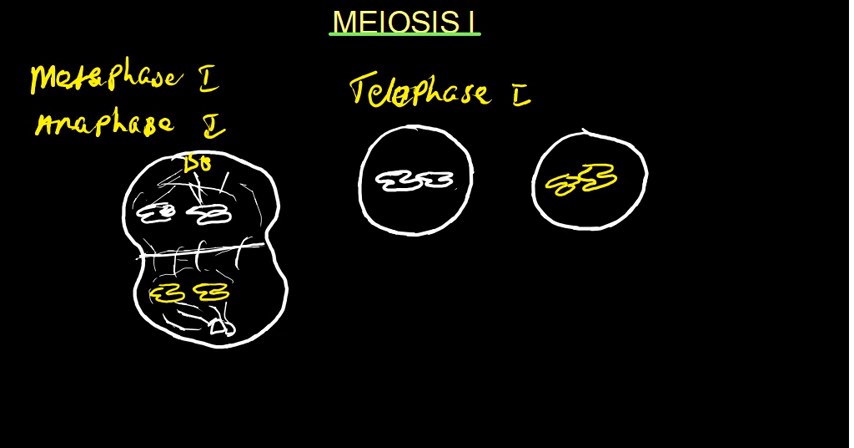 MEIOSIS I
Metaphase I
Anaphase I
Telophase I